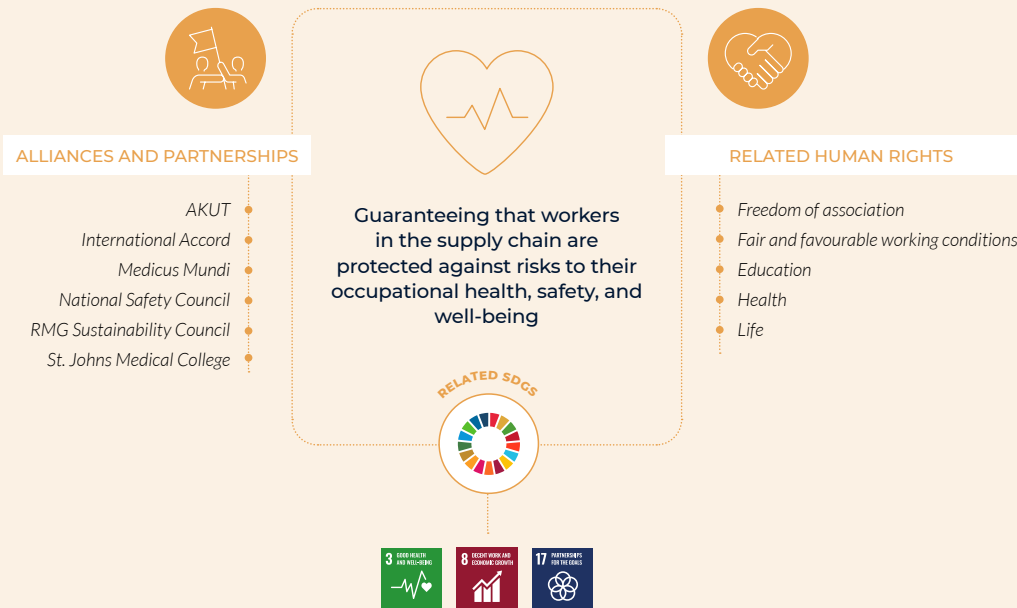 ALLIANCES AND PARTNERSHIPS
AKUT
International Accord
Medicus Mundi
National Safety Council
RMG Sustainability Council
St. Johns Medical College
Guaranteeing that workers
in the supply chain are
protected against risks to their
occupational health, safety, and
well-being
RELATED HUMAN RIGHTS
Freedom of association
Fair and favourable working conditions
Education
Health
Life
RELATED SDGS
3 GOOD HEALTH
AND WELL-BEING
8 DECENT WORK AND
ECONOMIC GROWTH
17 PARTNERSHIPS
FOR THE GOALS